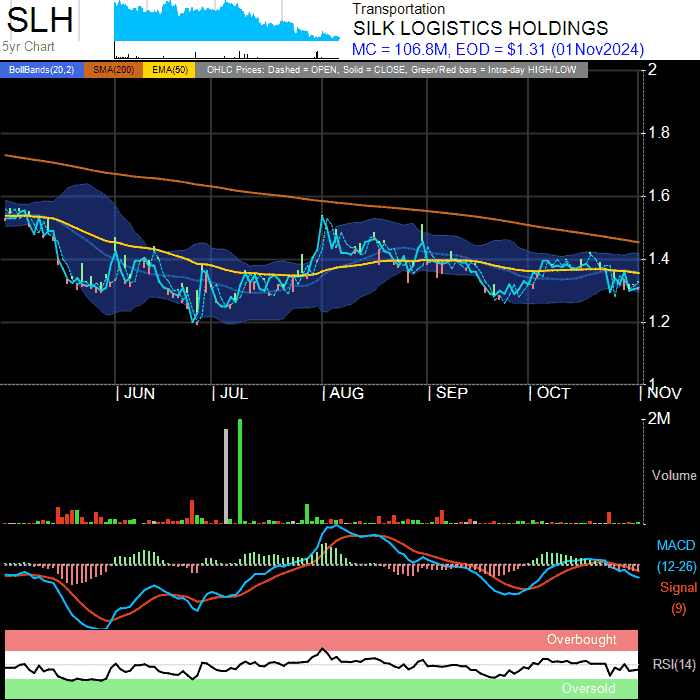 SLH
5yr Chart
Transportation
SILK LOGISTICS HOLDINGS
MC = 106.8M, EOD = $1.31 (01Nov2024)
BollBands(20,2) SMA(200) EMA(50) OHLC Prices: Dashed = OPEN, Solid = CLOSE, Green/Red bars = Intra-day HIGH/LOW
2
1.8
1.6
1.4
1.2
1
JUN JUL AUG SEP OCT NOV
2M
Volume
MACD
(12-26)
Signal
(9)
Overbought
RSI(14)
Oversold